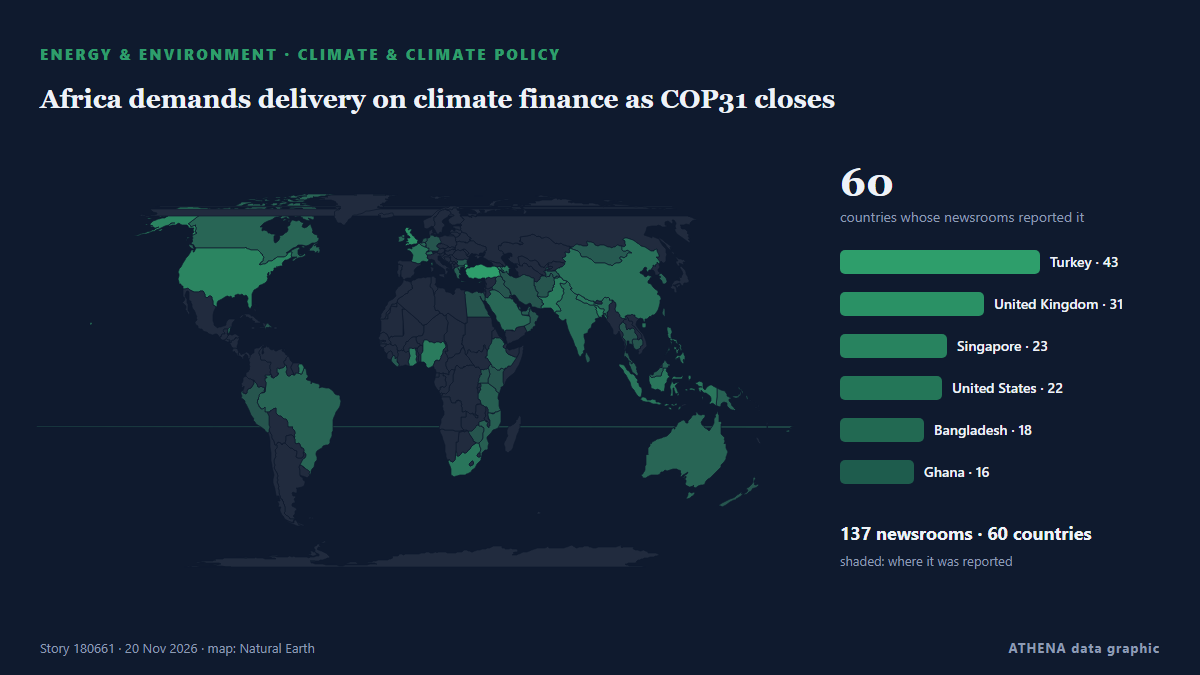 ENERGY & ENVIRONMENT · CLIMATE & CLIMATE POLICY
Africa demands delivery on climate finance as COP31 closes
60
countries whose newsrooms reported it
Turkey · 43
United Kingdom · 31
Singapore · 23
United States · 22
Bangladesh · 18
Ghana · 16
137 newsrooms · 60 countries
shaded: where it was reported
Story 180661 · 20 Nov 2026 · map: Natural Earth
ATHENA data graphic